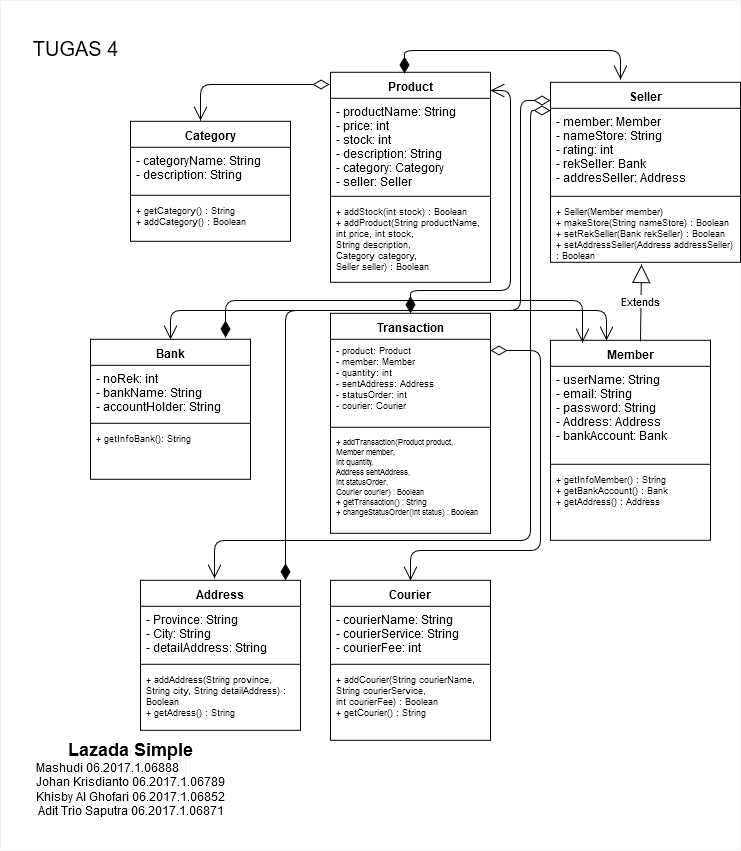 TUGAS 4
Product
- productName: String
- price: int
- stock: int
- description: String
- category: Category
- seller: Seller
+ addStock(int stock) : Boolean
+ addProduct(String productName,
int price, int stock,
String description,
Category category,
Seller seller) : Boolean
Seller
- member: Member
- nameStore: String
- rating: int
- rekSeller: Bank
- addresSeller: Address
+ Seller(Member member)
+ makeStore(String nameStore) : Boolean
+ setRekSeller(Bank rekSeller) : Boolean
+ setAddressSeller(Address addressSeller)
: Boolean
Category
- categoryName: String
- description: String
+ getCategory() : String
+ addCategory() : Boolean
Extends
Bank
- noRek: int
- bankName: String
- accountHolder: String
+ getInfoBank(): String
Transaction
- product: Product
- member: Member
- quantity: int
- sentAddress: Address
- statusOrder: int
- courier: Courier
+ addTransaction(Product product,
Member member,
int quantity,
Address sentAddress,
int statusOrder,
Courier courier) : Boolean
+ getTransaction() : String
+ changeStatusOrder(int status) : Boolean
Member
- userName: String
- email: String
- password: String
- Address: Address
- bankAccount: Bank
+ getInfoMember() : String
+ getBankAccount() : Bank
+ getAddress() : Address
Address
- Province: String
- City: String
- detailAddress: String
+ addAddress(String province,
String city, String detailAddress) :
Boolean
+ getAdress() : String
Courier
- courierName: String
- courierService: String
- courierFee: int
+ addCourier(String courierName,
String courierService,
int courierFee) : Boolean
+ getCourier() : String
Lazada Simple
Mashudi 06.2017.1.06888
Johan Krisdianto 06.2017.1.06789
Khisby Al Ghofari 06.2017.1.06852
Adit Trio Saputra 06.2017.1.06871